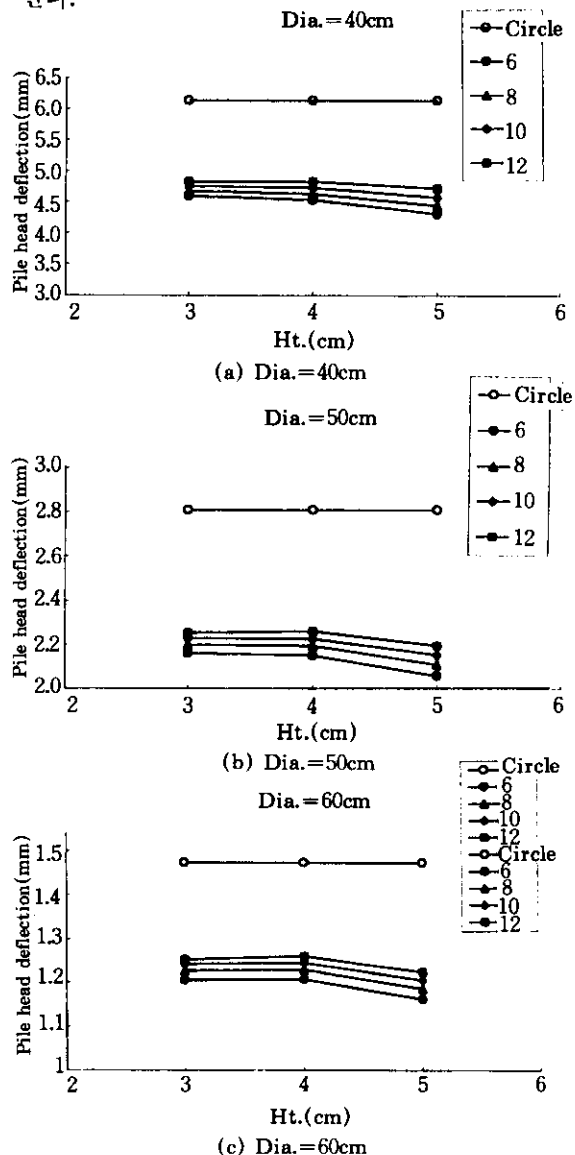 Dia.=40cm
Circle
6
8
10
12
Pile head deflection(mm)
6.5
6.0
5.5
5.0
4.5
4.0
3.5
3.0
2 3 4 5 6
Ht.(cm)
(a) Dia.=40cm
Dia.=50cm
Circle
6
8
10
12
Pile head deflection(mm)
3.0
2.8
2.6
2.4
2.2
2.0
2 3 4 5 6
Ht.(cm)
(b) Dia.=50cm
Dia.=60cm
Circle
6
8
10
12
Circle
6
8
10
12
Pile head deflection(mm)
1.5
1.4
1.3
1.2
1.1
1
2 3 4 5 6
Ht.(cm)
(c) Dia.=60cm